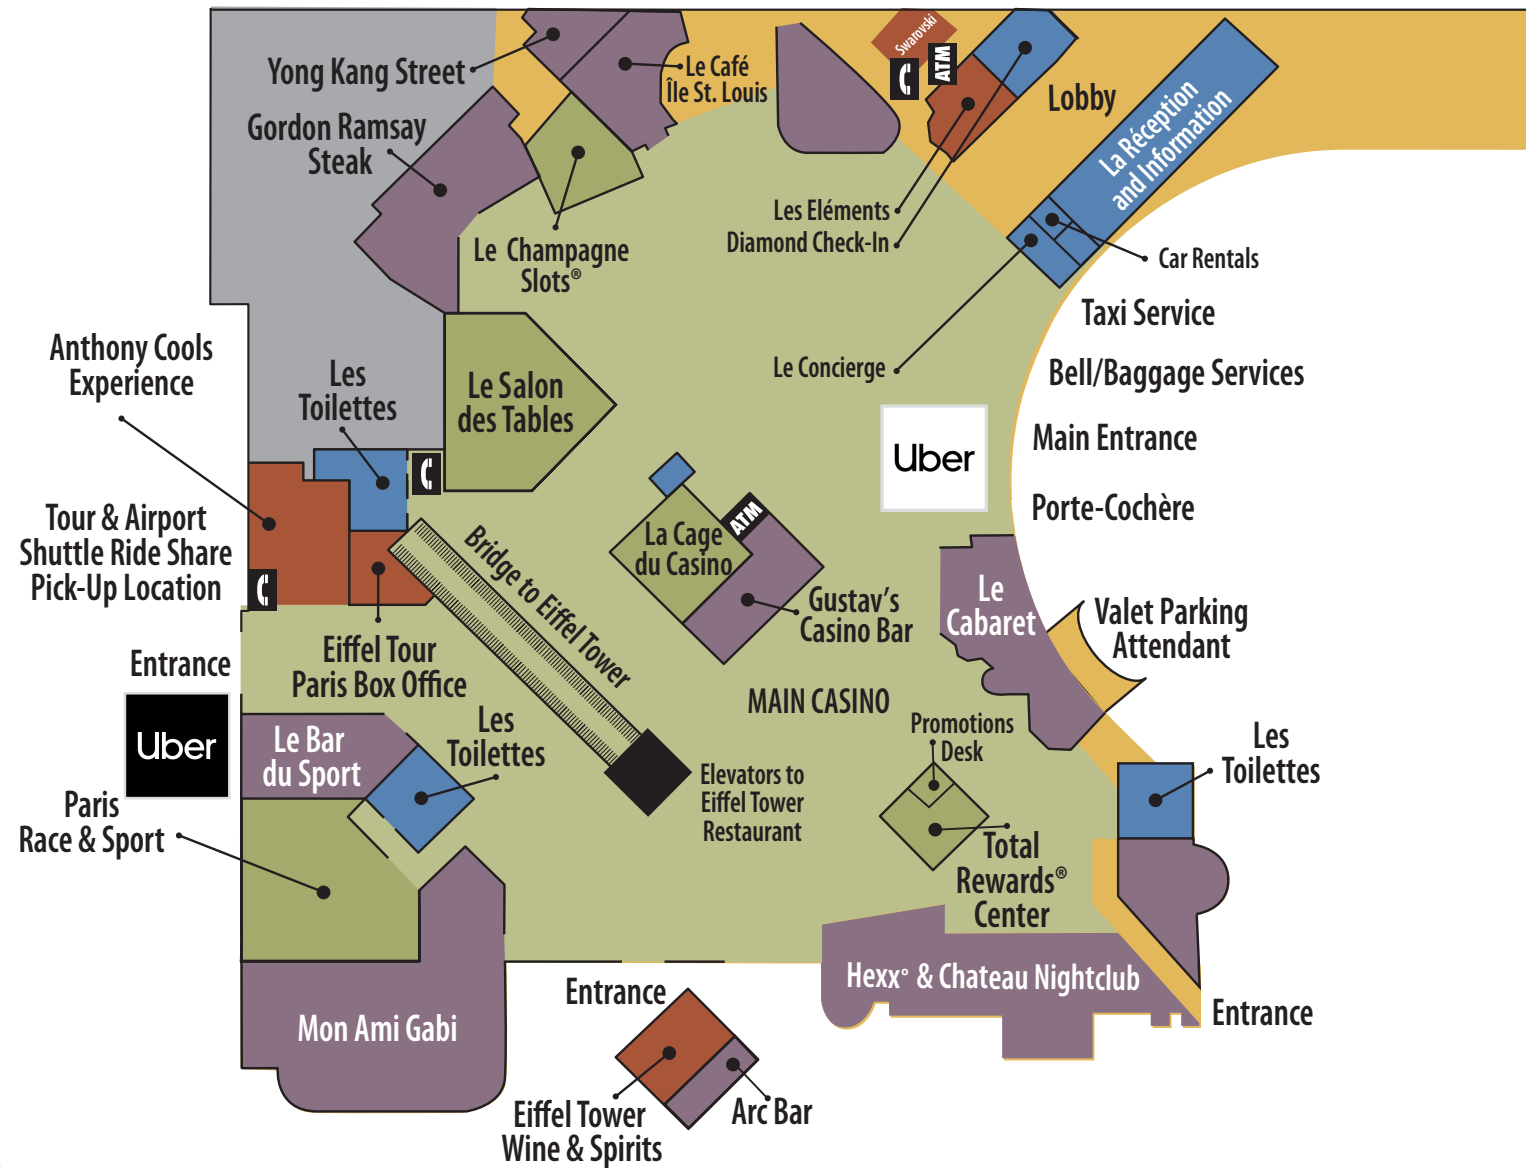 Swarovski
Yong Kang Street
Le Café
Île St. Louis
ATM
Lobby
La Réception
and Information
Gordon Ramsay
Steak
Les Eléments
Diamond Check-In
Le Champagne
Slots®
Car Rentals
Taxi Service
Anthony Cools
Experience
Les
Toilettes
Le Salon
des Tables
Le Concierge
Bell/Baggage Services
Main Entrance
Uber
Porte-Cochère
Tour & Airport
Shuttle Ride Share
Pick-Up Location
Bridge to Eiffel Tower
ATM
La Cage
du Casino
Gustav's
Casino Bar
Le
Cabaret
Valet Parking
Attendant
Entrance
Eiffel Tour
Paris Box Office
MAIN CASINO
Uber
Le Bar
du Sport
Les
Toilettes
Promotions
Desk
Les
Toilettes
Elevators to
Eiffel Tower
Restaurant
Paris
Race & Sport
Total
Rewards®
Center
Hexx° & Chateau Nightclub
Entrance
Entrance
Mon Ami Gabi
Eiffel Tower
Wine & Spirits
Arc Bar